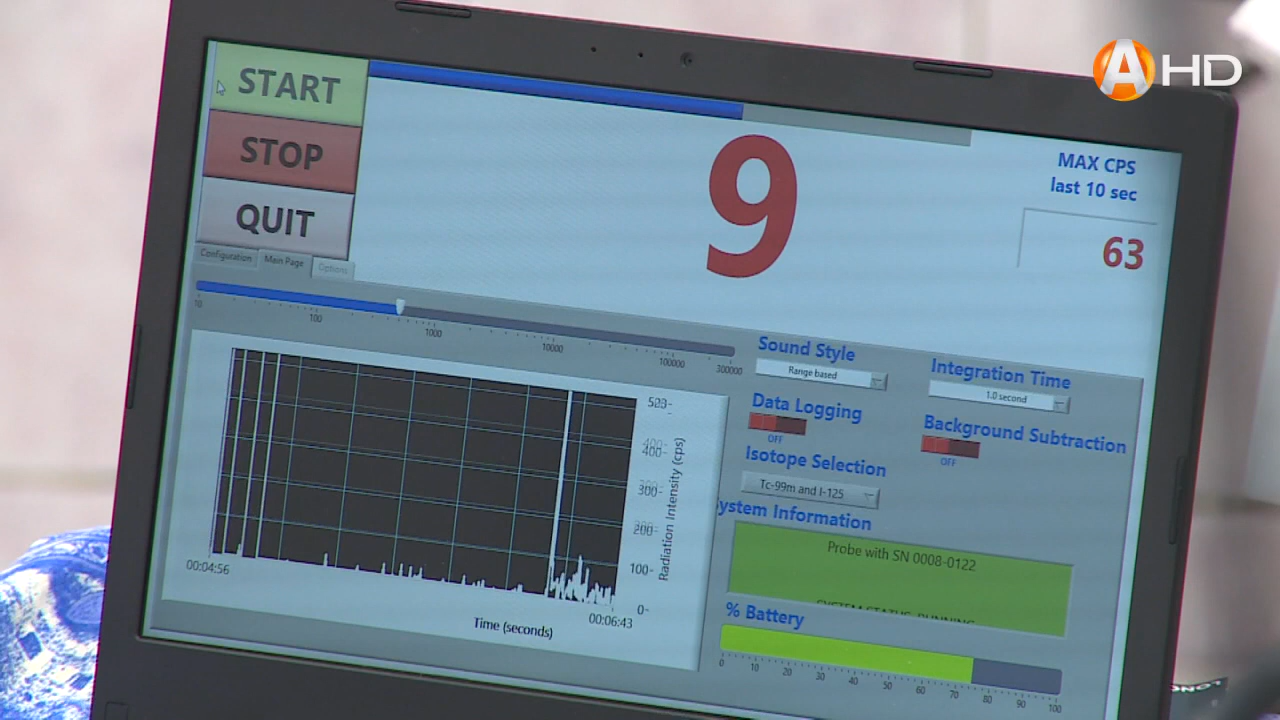 A HD
START
STOP
QUIT
9
MAX CPS
last 10 sec
63
Configuration
Main Page
Options
10
100
1000
10000
100000
300000
Sound Style
Range based
Integration Time
1.0 second
Data Logging
OFF
Background Subtraction
OFF
Isotope Selection
Tc-99m and I-125
ystem Information
Probe with SN 0008-0122
SYSTEM STATUS: RUNNING
% Battery
0 10 20 30 40 50 60 70 80 90 100
400-
400-
300-
200-
100-
0-
Radiation Intensity (cps)
00:04:56
00:06:43
Time (seconds)